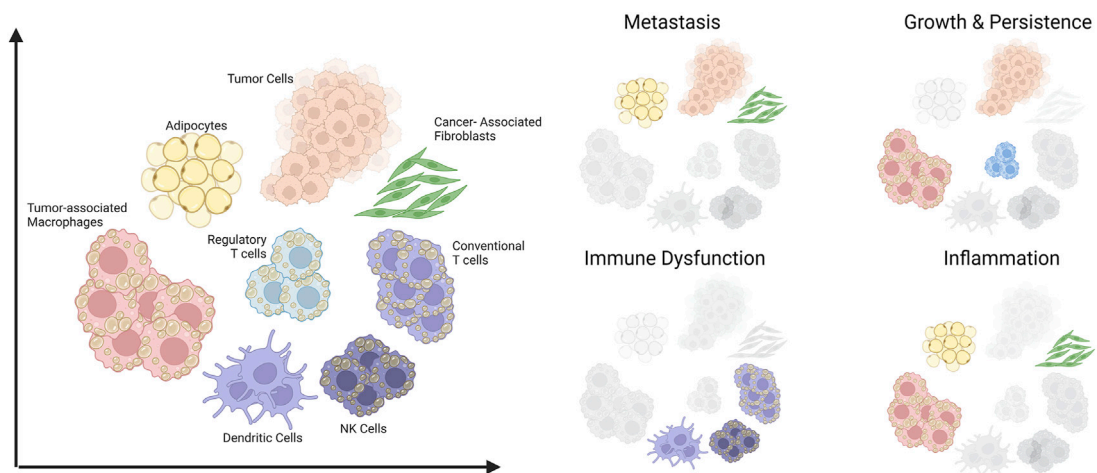 Metastasis
Growth & Persistence
Tumor Cells
Adipocytes
Cancer- Associated
Fibroblasts
Tumor-associated
Macrophages
Regulatory
T cells
Conventional
T cells
Dendritic Cells
NK Cells
Immune Dysfunction
Inflammation